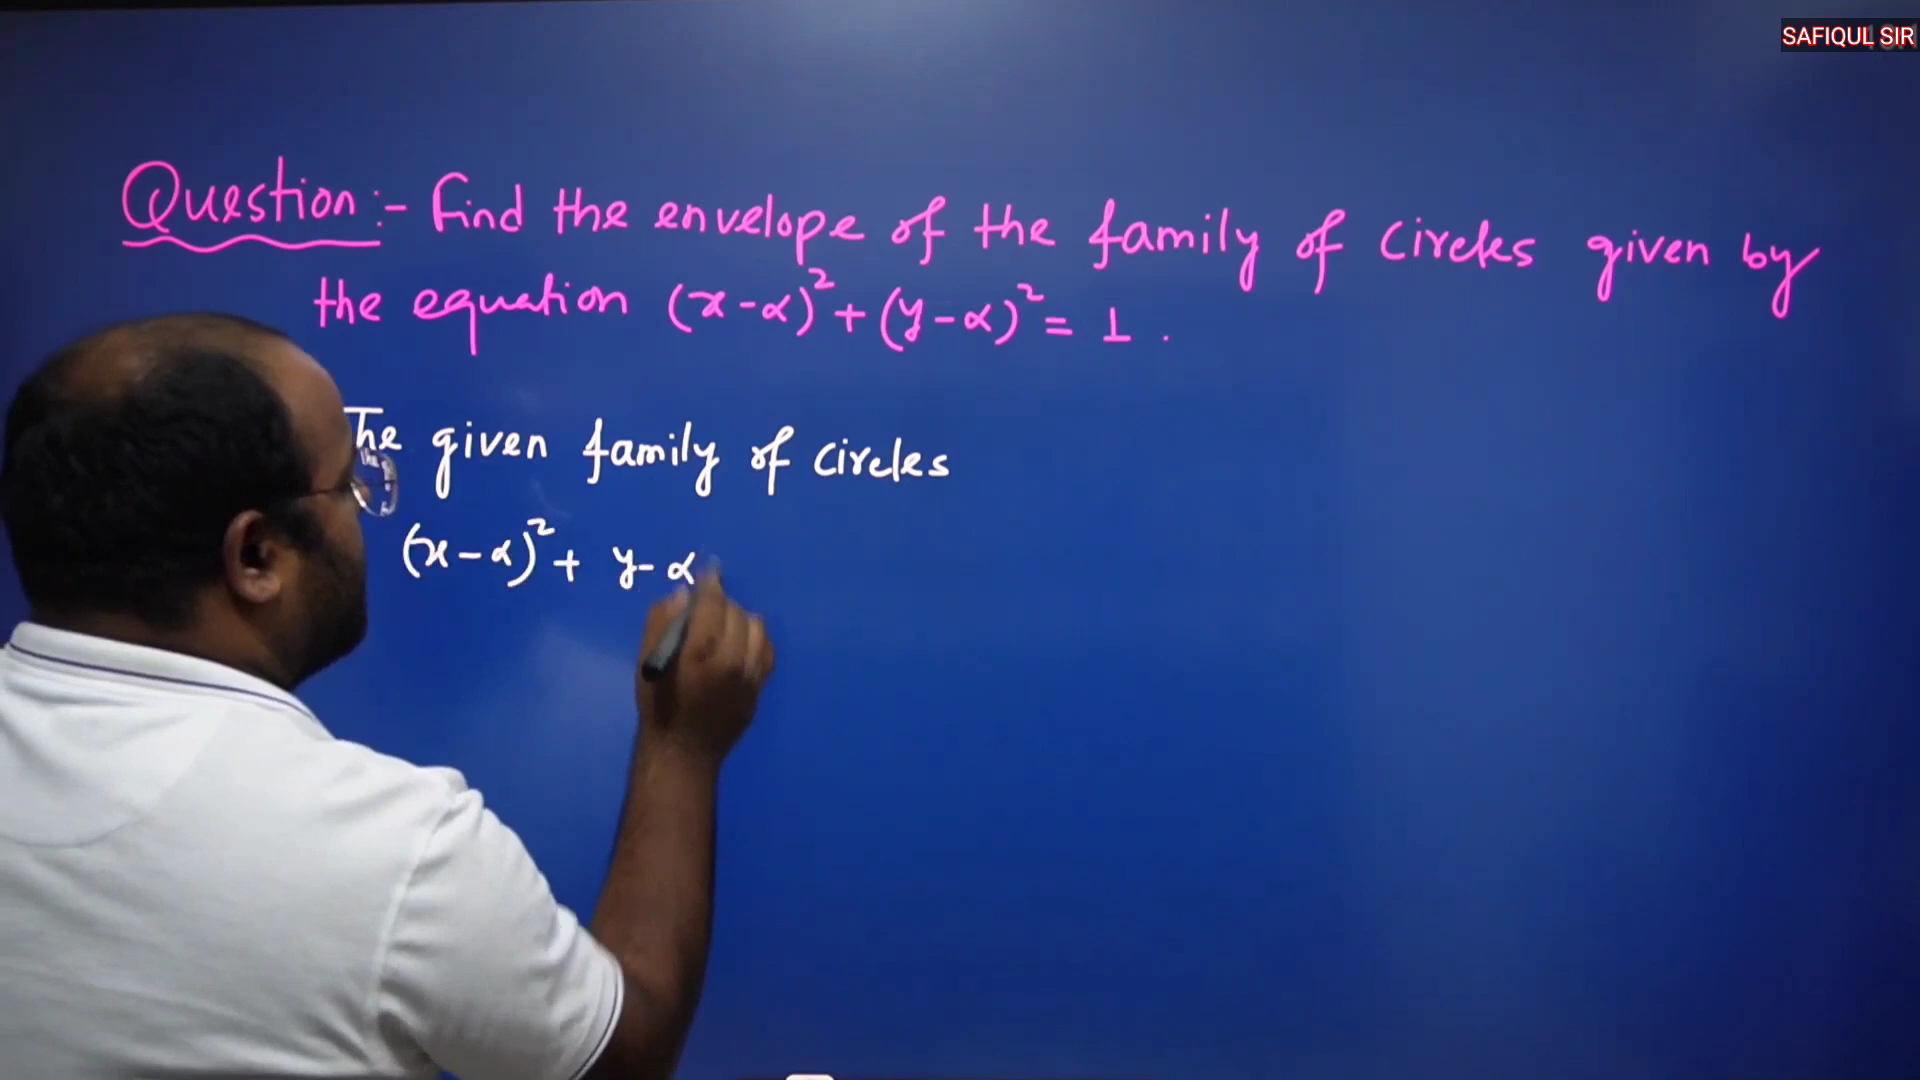 SAFIQUL SIR
Question:- Find the envelope of the family of circles given by
the equation (x-α)²+(y-α)²= 1 .
The given family of circles
(x-α)²+ y-α